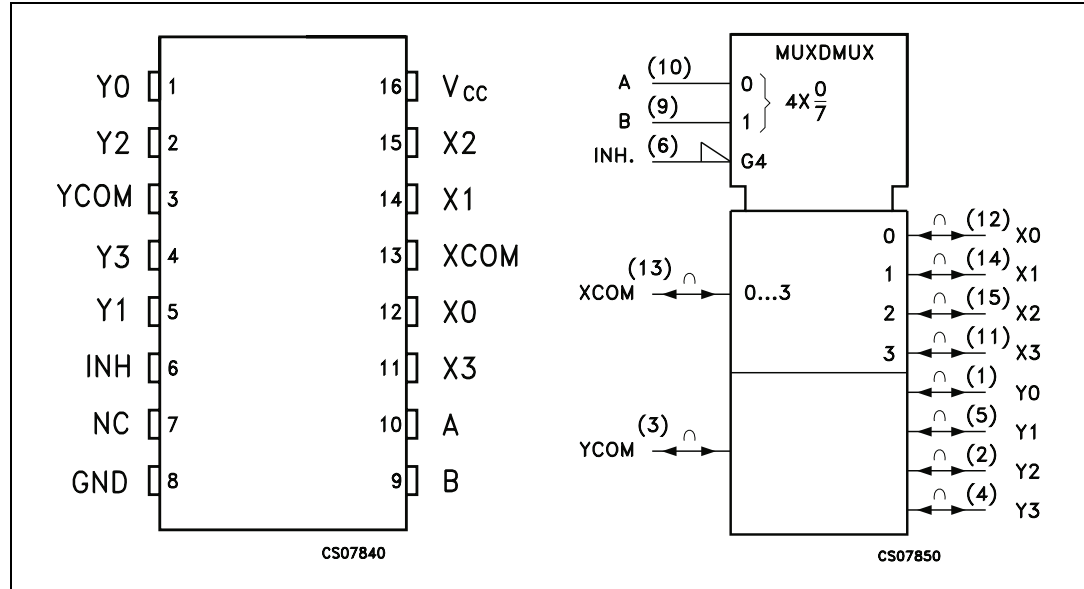 Y0 1 16 VCC
Y2 2 15 X2
YCOM 3 14 X1
Y3 4 13 XCOM
Y1 5 12 X0
INH 6 11 X3
NC 7 10 A
GND 8 9 B
CS07840
MUXDMUX
A (10) 0
4X 0/7
B (9) 1
INH. (6) G4
0 (12) X0
1 (14) X1
XCOM (13) 0...3
2 (15) X2
3 (11) X3
(1) Y0
(5) Y1
YCOM (3)
(2) Y2
(4) Y3
CS07850